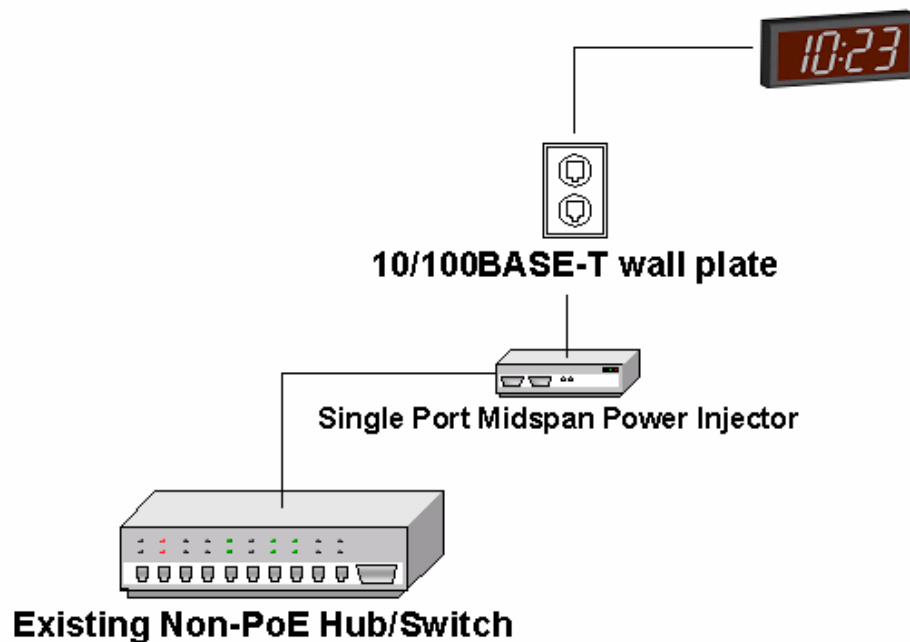 10:23
10/100BASE-T wall plate
Single Port Midspan Power Injector
Existing Non-PoE Hub/Switch